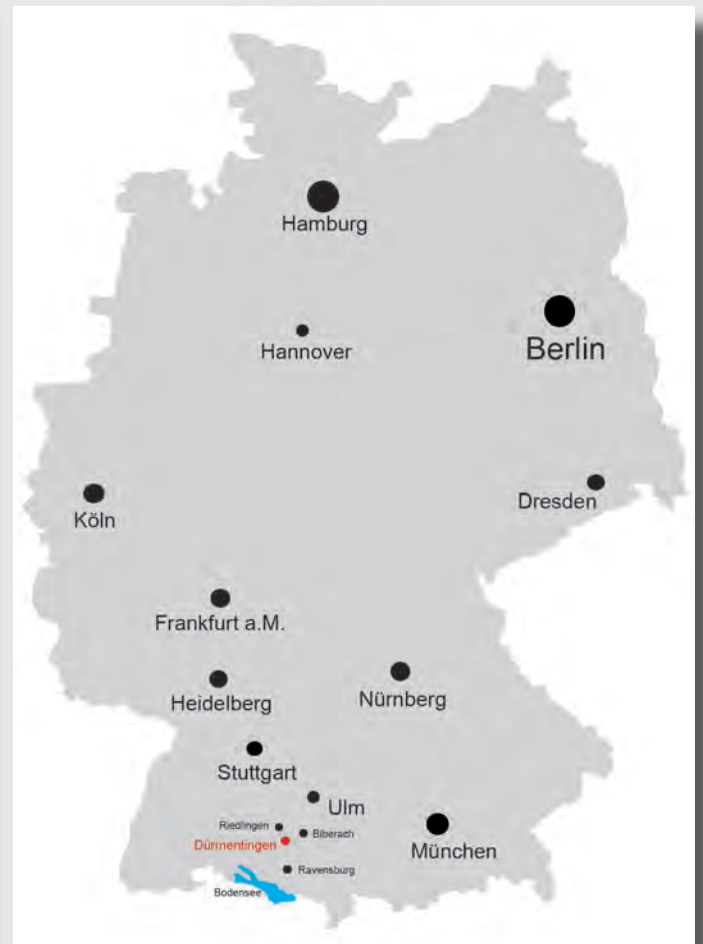 Hamburg
Hannover
Berlin
Köln
Dresden
Frankfurt a.M.
Heidelberg
Nürnberg
Stuttgart
Ulm
Riedlingen
Biberach
Dürmentingen
München
Ravensburg
Bodensee